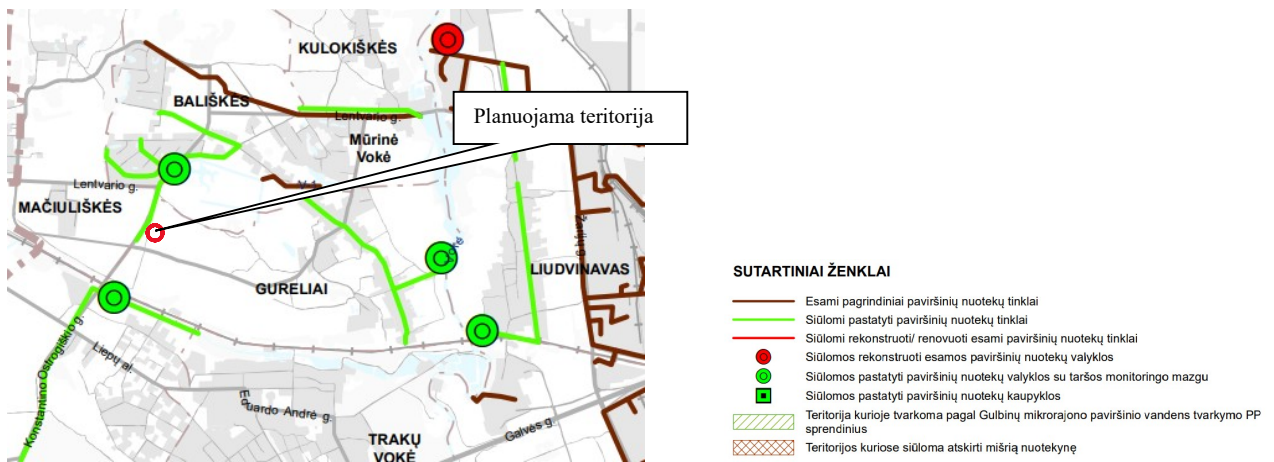 KULOKIŠKĖS
BALIŠKĖS
Lentvario g.
Planuojama teritorija
Mūrinė
Vokė
Lentvario g.
MAČIULIŠKĖS
Vokė
Žarijų g.
LIUDVINAVAS
GURELIAI
Konstantino Ostrogiškio g.
Liepų al.
Eduardo Andrė g.
Galvės g.
TRAKŲ
VOKĖ
SUTARTINIAI ŽENKLAI
Esami pagrindiniai paviršinių nuotekų tinklai
Siūlomi pastatyti paviršinių nuotekų tinklai
Siūlomi rekonstruoti/ renovuoti esami paviršinių nuotekų tinklai
Siūlomos rekonstruoti esamos paviršinių nuotekų valyklos
Siūlomos pastatyti paviršinių nuotekų valyklos su taršos monitoringo mazgu
Siūlomos pastatyti paviršinių nuotekų kaupyklos
Teritorija kurioje tvarkoma pagal Gulbinų mikrorajono paviršinio vandens tvarkymo PP
sprendinius
Teritorijos kuriose siūloma atskirti mišrią nuotekynę